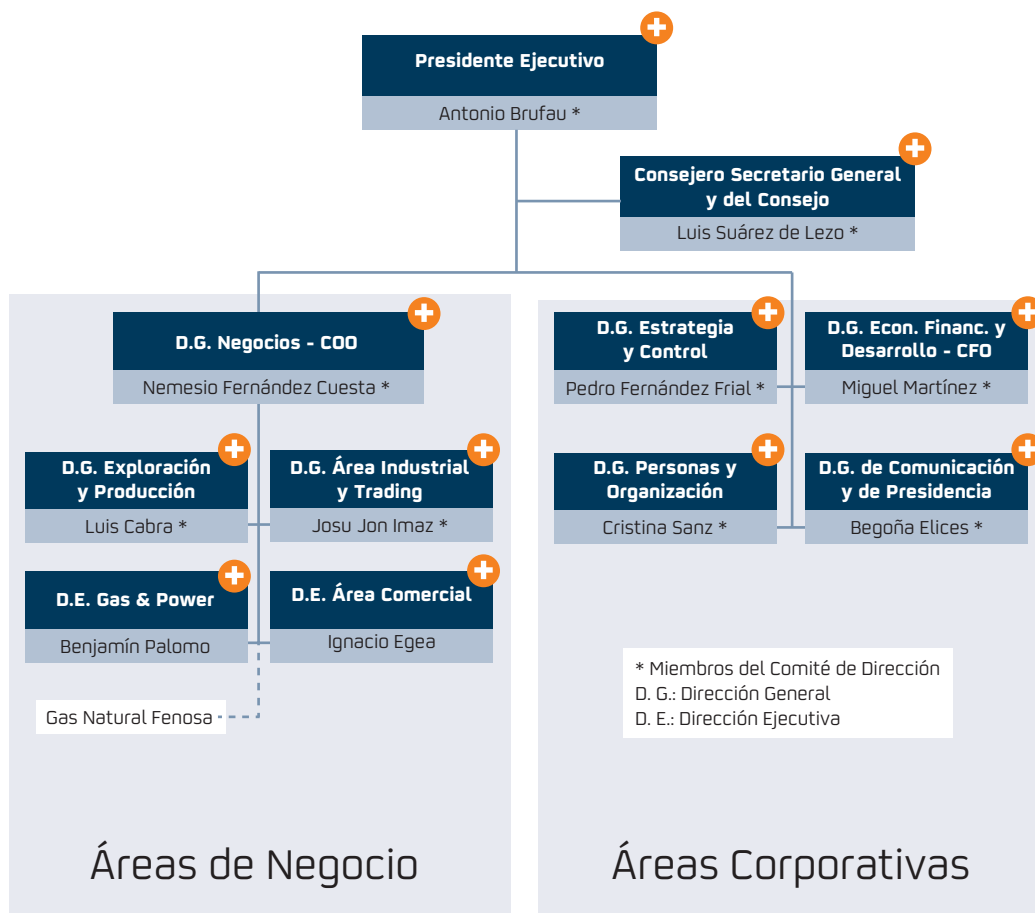 Presidente Ejecutivo
Antonio Brufau *
Consejero Secretario General
y del Consejo
Luis Suárez de Lezo *
D.G. Negocios - COO
Nemesio Fernández Cuesta *
D.G. Exploración
y Producción
Luis Cabra *
D.G. Área Industrial
y Trading
Josu Jon Imaz *
D.E. Gas & Power
Benjamín Palomo
D.E. Área Comercial
Ignacio Egea
Gas Natural Fenosa
Áreas de Negocio
D.G. Estrategia
y Control
Pedro Fernández Frial *
D.G. Econ. Financ. y
Desarrollo - CFO
Miguel Martínez *
D.G. Personas y
Organización
Cristina Sanz *
D.G. de Comunicación
y de Presidencia
Begoña Elices *
* Miembros del Comité de Dirección
D. G.: Dirección General
D. E.: Dirección Ejecutiva
Áreas Corporativas